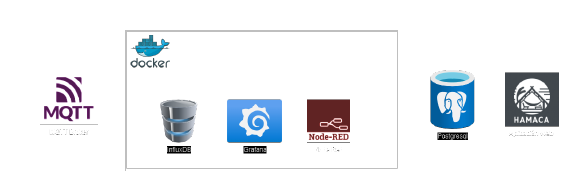 docker
MQTT
InfluxDB
Grafana
Node-RED
Postgresql
HAMACA